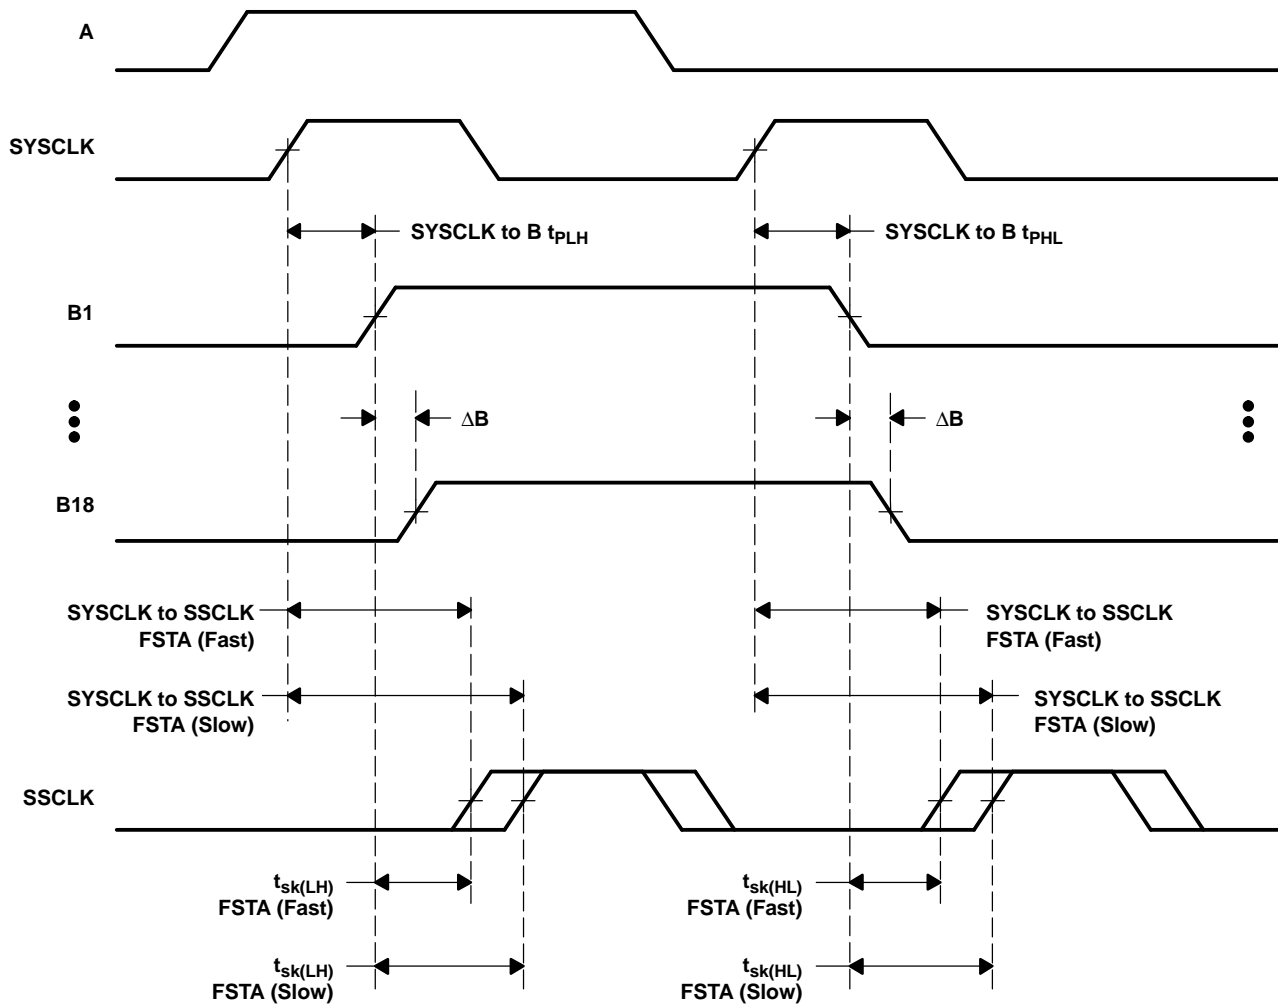 A
SYSCLK
SYSCLK to B tPLH
SYSCLK to B tPHL
B1
ΔB
ΔB
B18
SYSCLK to SSCLK
FSTA (Fast)
SYSCLK to SSCLK
FSTA (Fast)
SYSCLK to SSCLK
FSTA (Slow)
SYSCLK to SSCLK
FSTA (Slow)
SSCLK
tsk(LH)
FSTA (Fast)
tsk(HL)
FSTA (Fast)
tsk(LH)
FSTA (Slow)
tsk(HL)
FSTA (Slow)